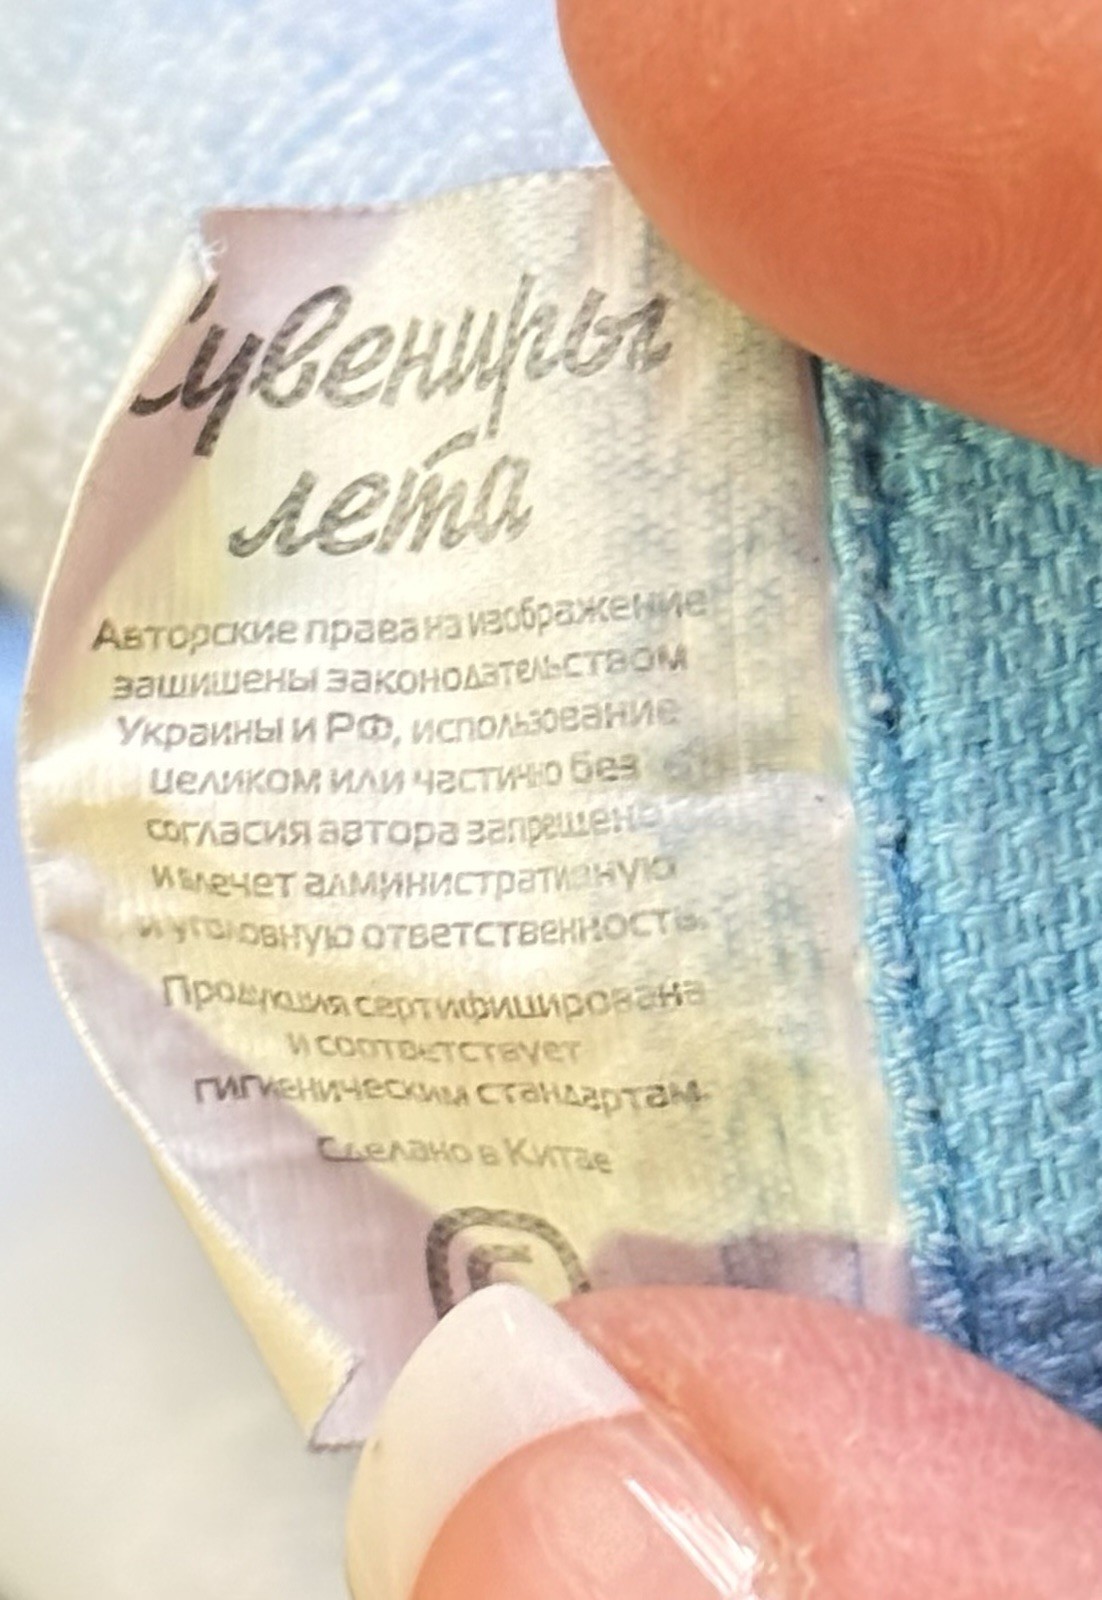 Сувениры
лета
Авторские права на изображение
защищены законодательством
Украины и РФ, использование
целиком или частично без
согласия автора запрещено
и влечет административную
и уголовную ответственность.
Продукция сертифицирована
и соответствует
гигиеническим стандартам.
Сделано в Китае